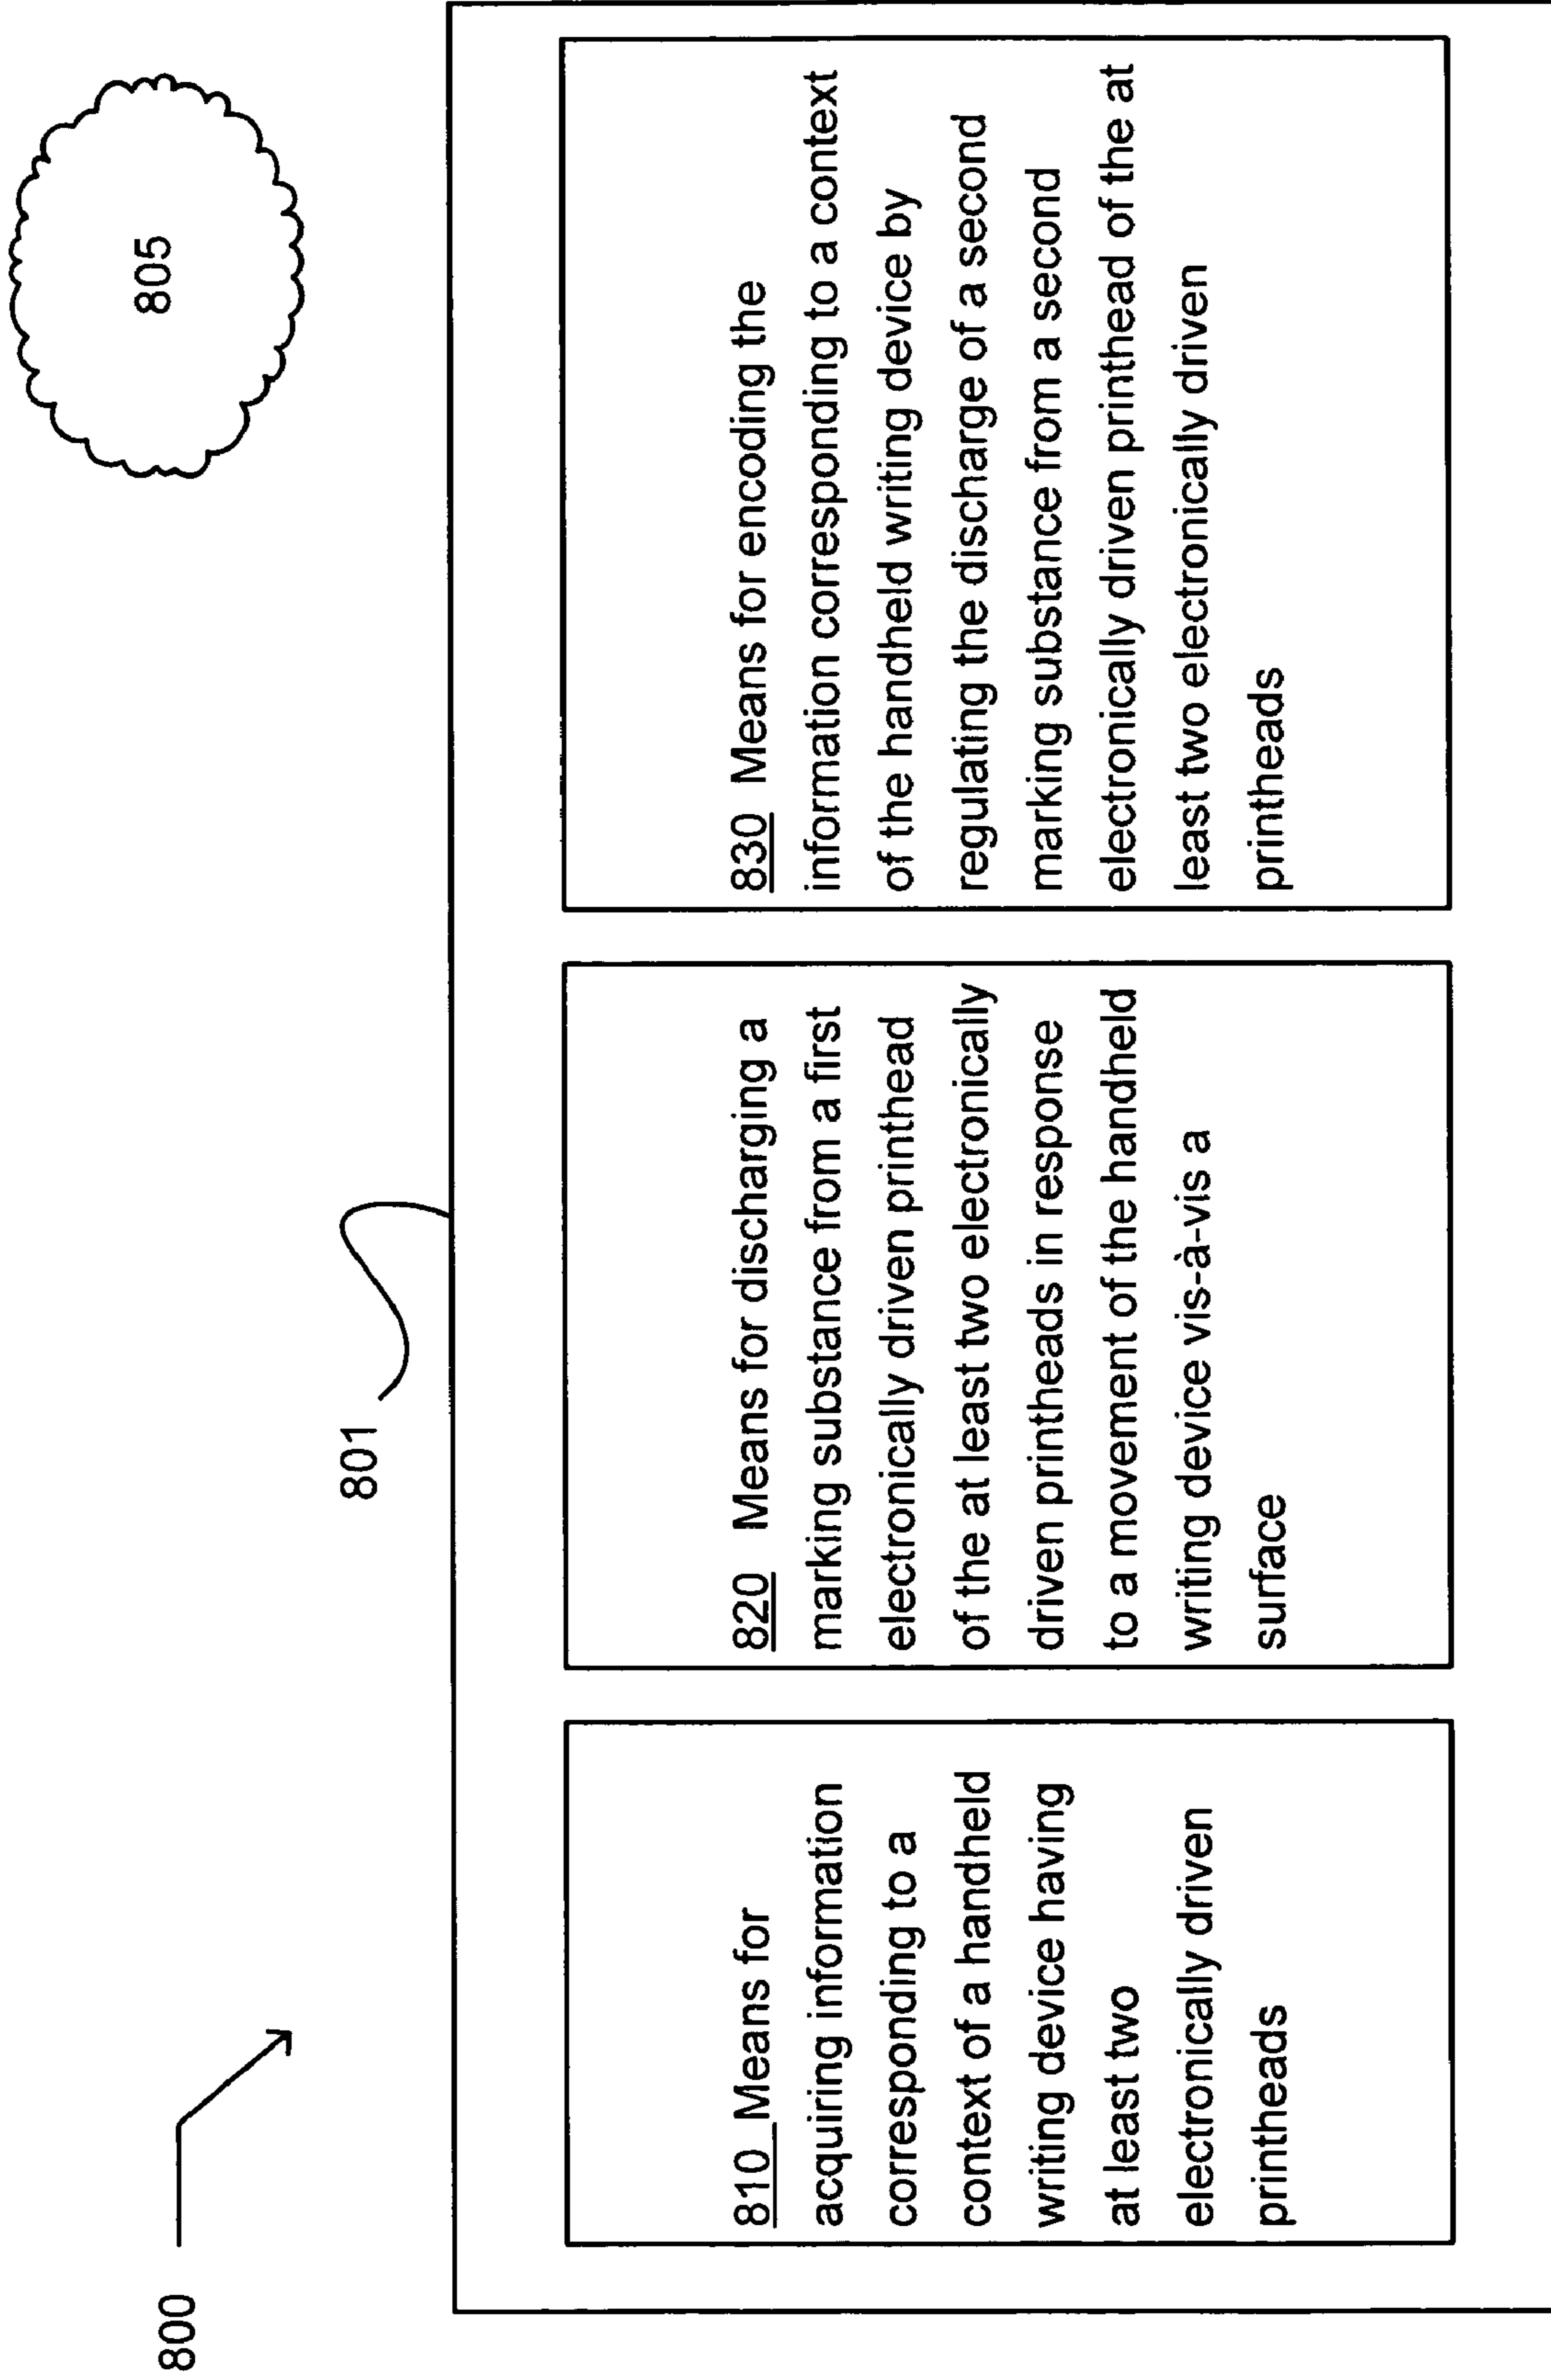 800
805
801
810 Means for
acquiring information
corresponding to a
context of a handheld
writing device having
at least two
electronically driven
printheads
820 Means for discharging a
marking substance from a first
electronically driven printhead
of the at least two electronically
driven printheads in response
to a movement of the handheld
writing device vis-à-vis a
surface
830 Means for encoding the
information corresponding to a context
of the handheld writing device by
regulating the discharge of a second
marking substance from a second
electronically driven printhead of the at
least two electronically driven
printheads